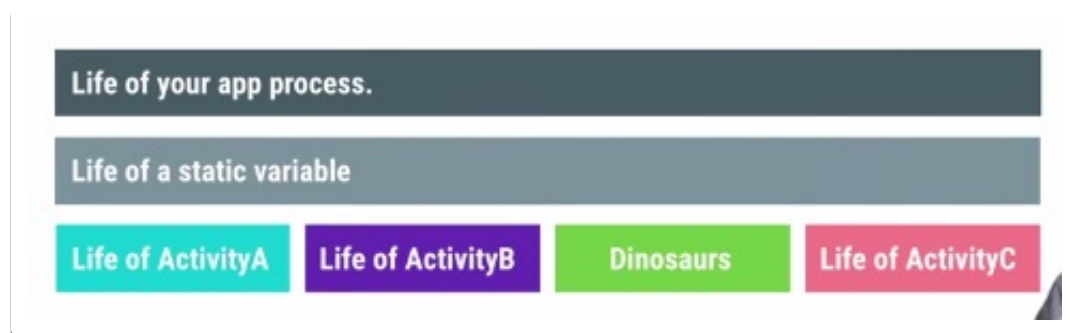 Life of your app process.
Life of a static variable
Life of ActivityA
Life of ActivityB
Dinosaurs
Life of ActivityC